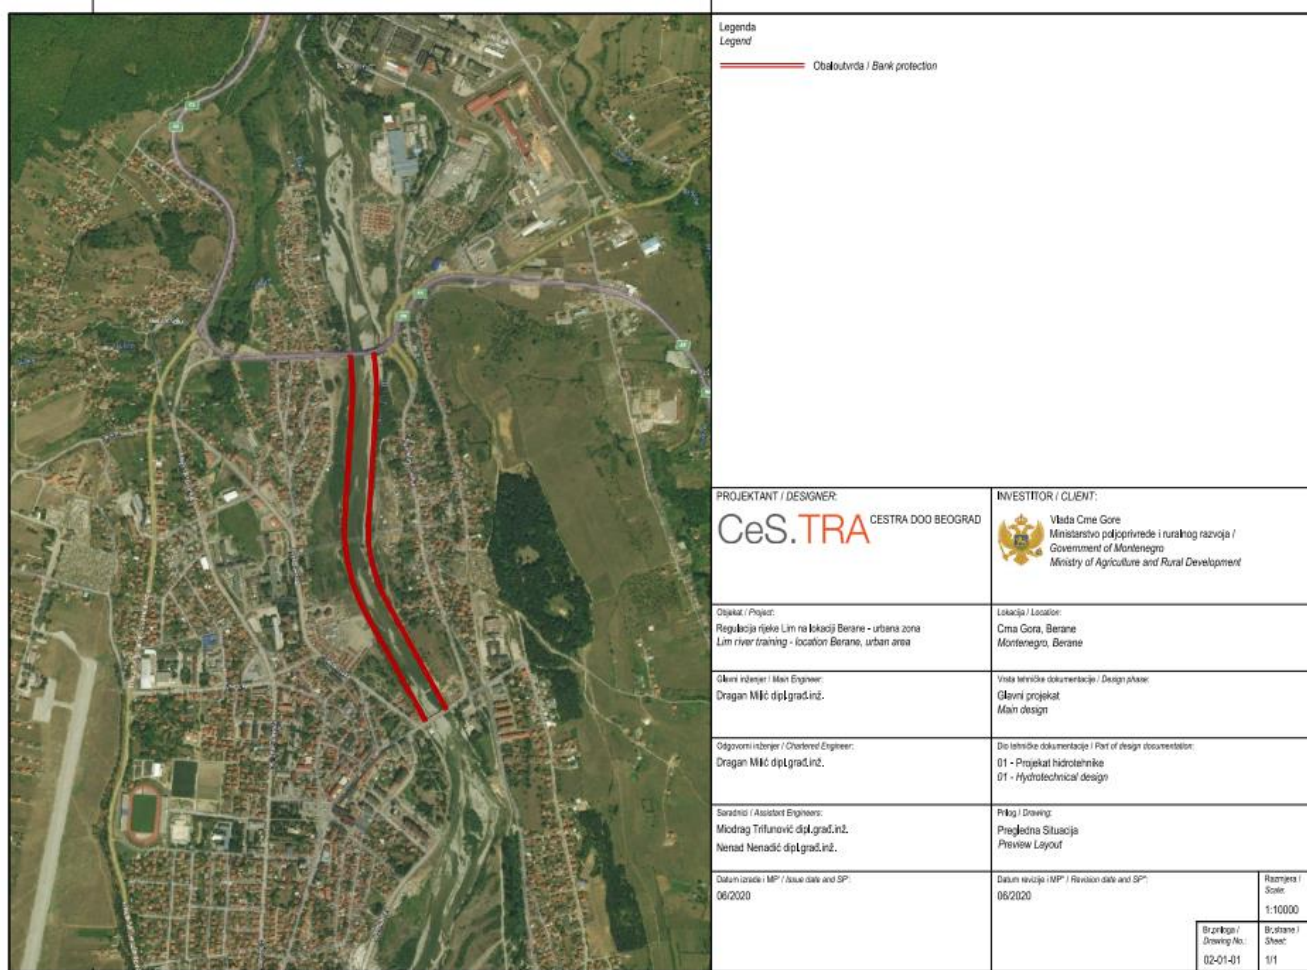 Legenda
Legend
Obaloutvrda / Bank protection
PROJEKTANT / DESIGNER:
CeS.TRA CESTRA DOO BEOGRAD
INVESTITOR / CLIENT:
Vlada Crne Gore
Ministarstvo poljoprivrede i ruralnog razvoja /
Government of Montenegro
Ministry of Agriculture and Rural Development
Objekat / Project:
Regulacija rijeke Lim na lokaciji Berane - urbana zona
Lim river training - location Berane, urban area
Lokacija / Location:
Crna Gora, Berane
Montenegro, Berane
Glavni inženjer / Main Engineer:
Dragan Milić dipl.građ.inž.
Vrsta tehničke dokumentacije / Design phase:
Glavni projekat
Main design
Odgovorni inženjer / Chartered Engineer:
Dragan Milić dipl.građ.inž.
Dio tehničke dokumentacije / Part of design documentation:
01 - Projekat hidrotehnike
01 - Hydrotechnical design
Saradnici / Assistant Engineers:
Miodrag Trifunović dipl.građ.inž.
Nenad Nenadić dipl.građ.inž.
Prilog / Drawing:
Pregledna Situacija
Preview Layout
Datum izrade i MP / Issue date and SP:
06/2020
Datum revizije i MP / Revision date and SP:
06/2020
Razmjera /
Scale:
1:10000
Br.priloga /
Drawing No.:
02-01-01
Br.strane /
Sheet:
1/1